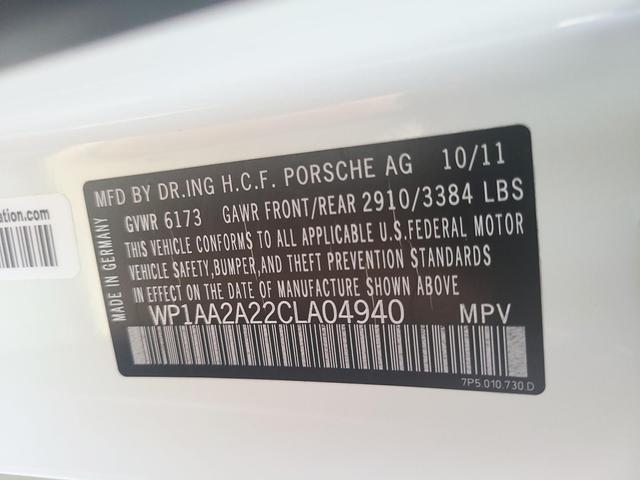 MFD BY DR.ING H.C.F. PORSCHE AG 10/11
GVWR 6173 GAWR FRONT/REAR 2910/3384 LBS
THIS VEHICLE CONFORMS TO ALL APPLICABLE U.S.FEDERAL MOTOR
VEHICLE SAFETY,BUMPER,AND THEFT PREVENTION STANDARDS
IN EFFECT ON THE DATE OF MANUFACTURE SHOWN ABOVE
WP1AA2A22CLA04940 MPV
7P5.010.730.D
MADE IN GERMANY
ation.com